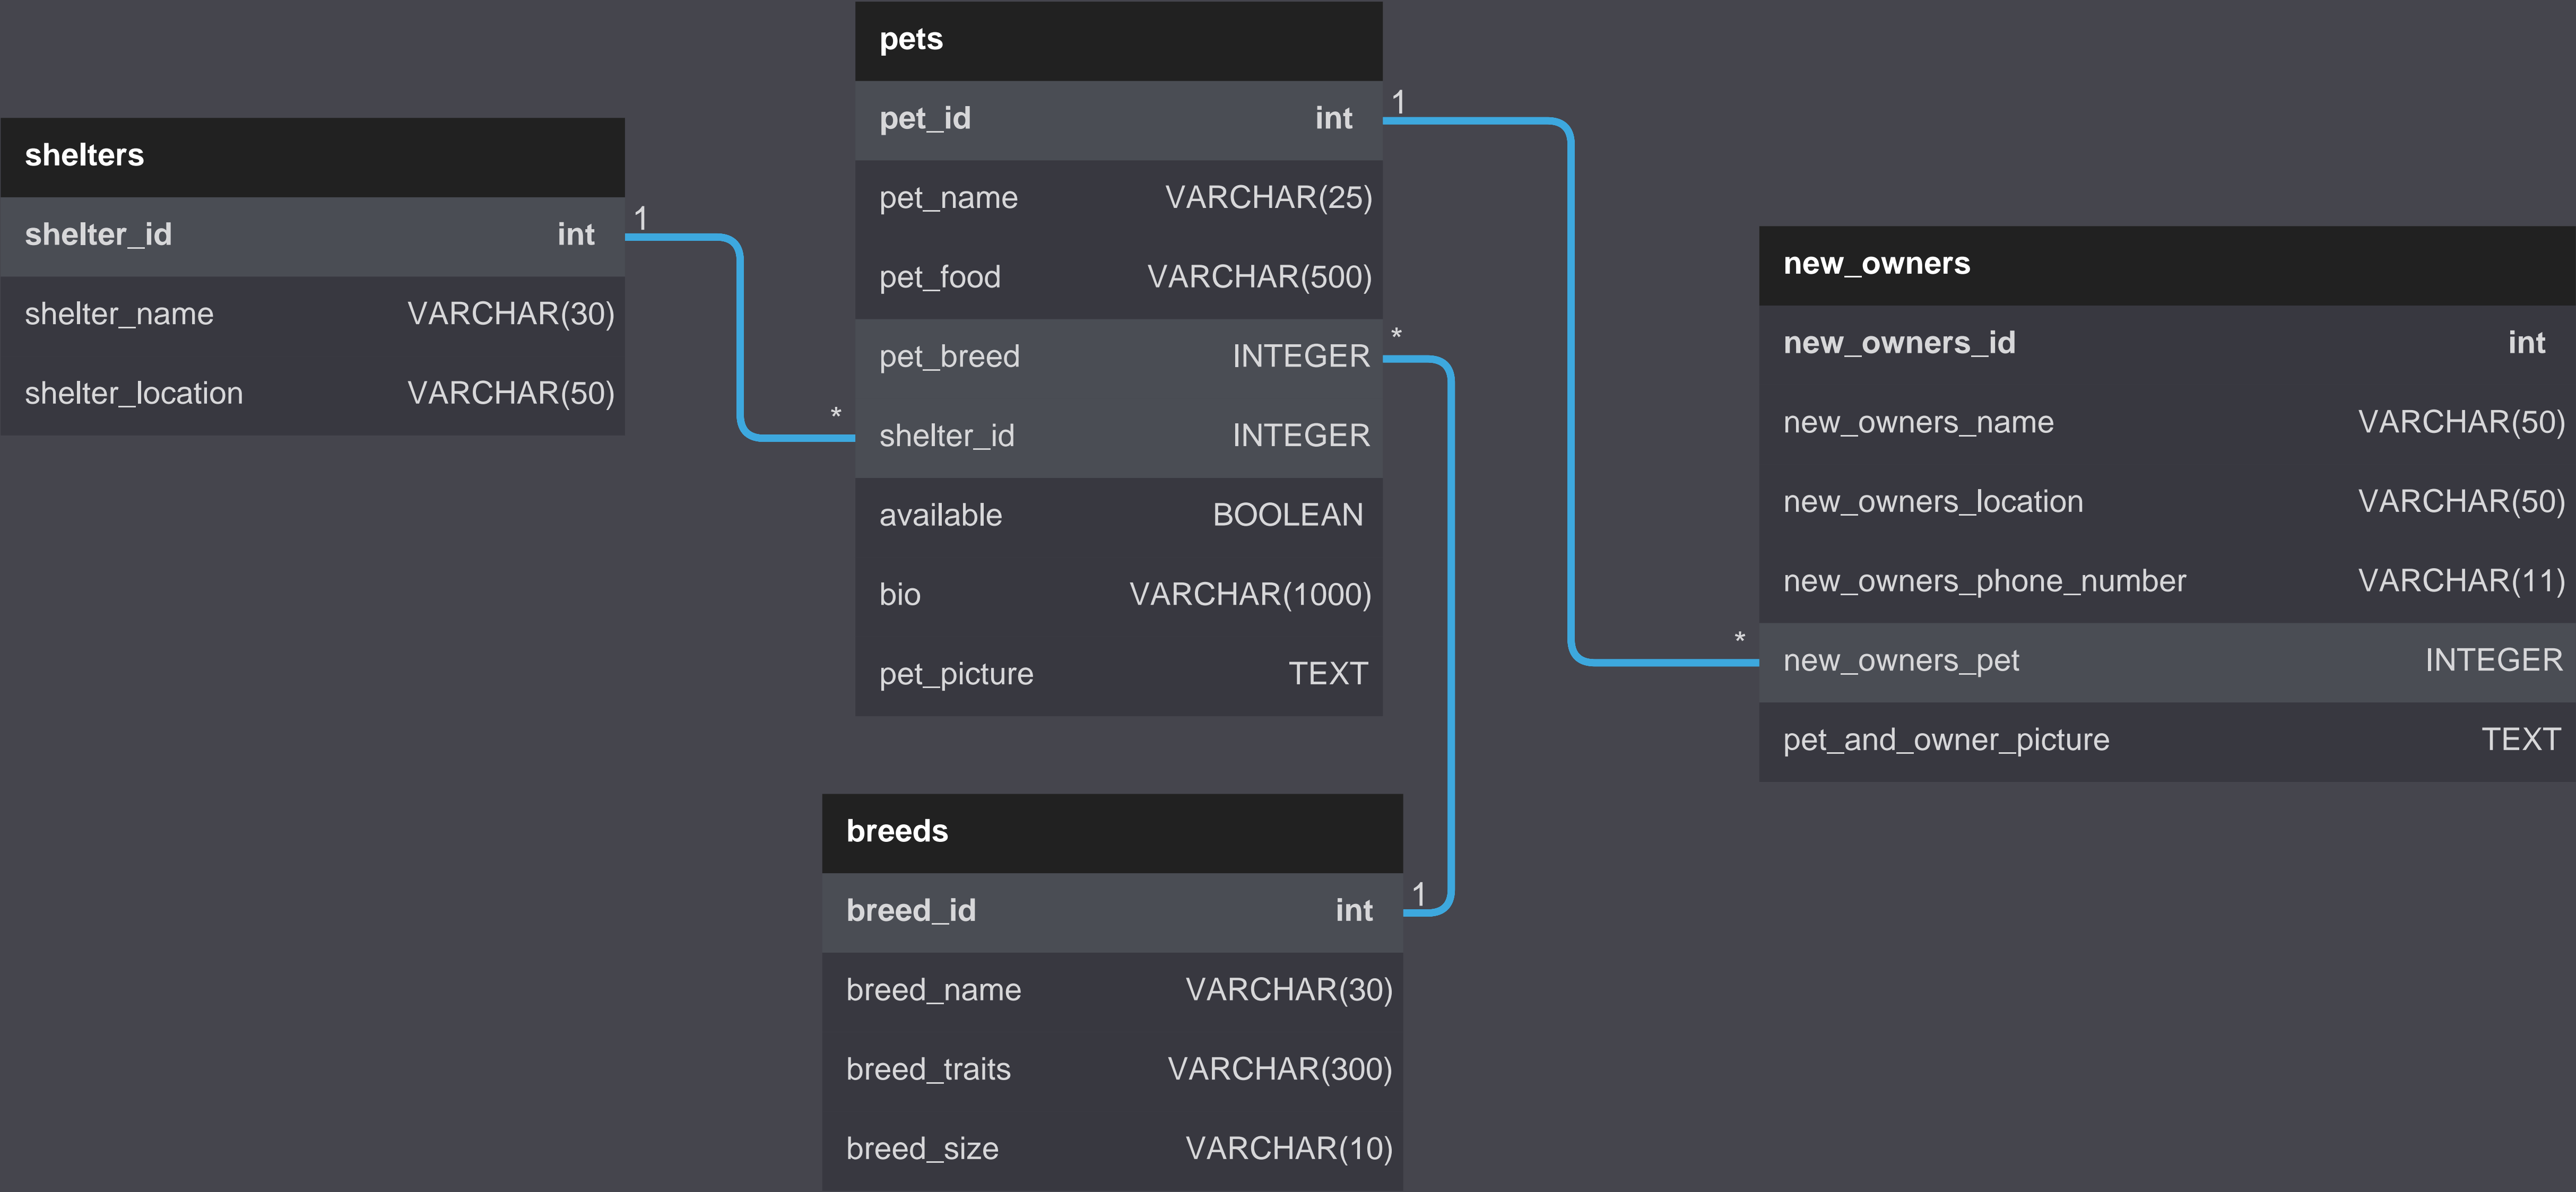 shelters
shelter_id int
shelter_name VARCHAR(30)
shelter_location VARCHAR(50)
1
*
pets
pet_id int
pet_name VARCHAR(25)
pet_food VARCHAR(500)
pet_breed INTEGER
shelter_id INTEGER
available BOOLEAN
bio VARCHAR(1000)
pet_picture TEXT
1
*
breeds
breed_id int
breed_name VARCHAR(30)
breed_traits VARCHAR(300)
breed_size VARCHAR(10)
1
*
new_owners
new_owners_id int
new_owners_name VARCHAR(50)
new_owners_location VARCHAR(50)
new_owners_phone_number VARCHAR(11)
new_owners_pet INTEGER
pet_and_owner_picture TEXT